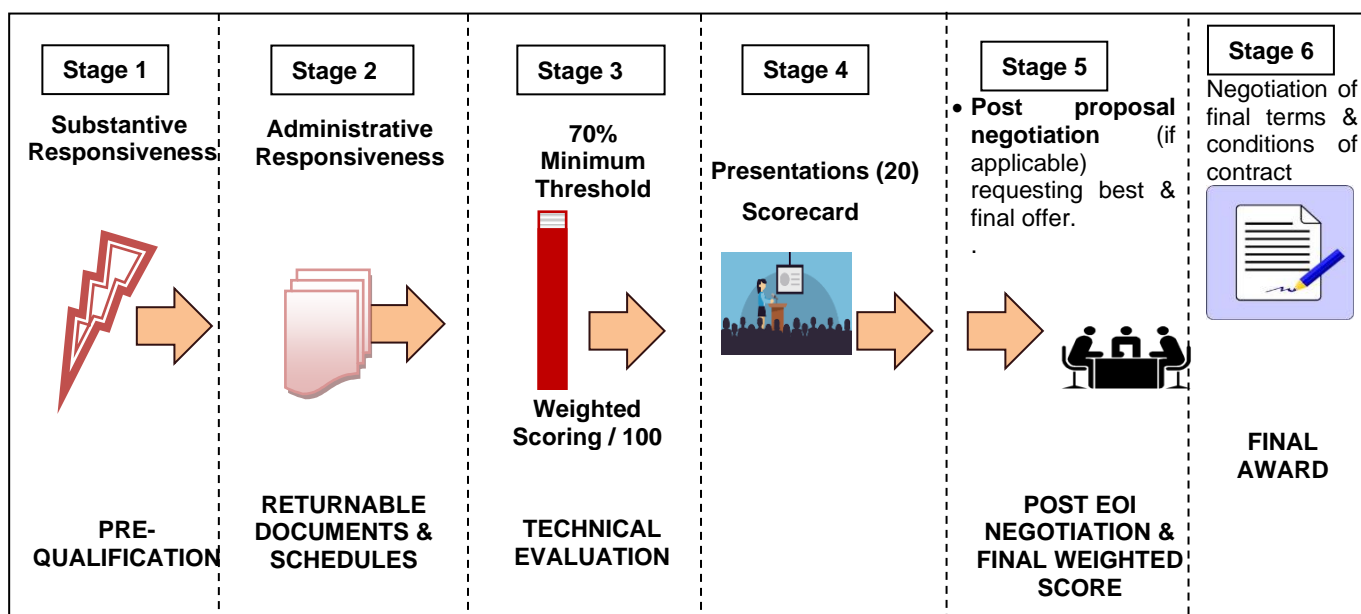 Stage 1
Substantive
Responsiveness
PRE-
QUALIFICATION
Stage 2
Administrative
Responsiveness
RETURNABLE
DOCUMENTS &
SCHEDULES
Stage 3
70%
Minimum
Threshold
Weighted
Scoring / 100
TECHNICAL
EVALUATION
Stage 4
Presentations (20)
Scorecard
Stage 5
• Post proposal
negotiation (if
applicable)
requesting best &
final offer.
.
POST EOI
NEGOTIATION &
FINAL WEIGHTED
SCORE
Stage 6
Negotiation of
final terms &
conditions of
contract
FINAL
AWARD